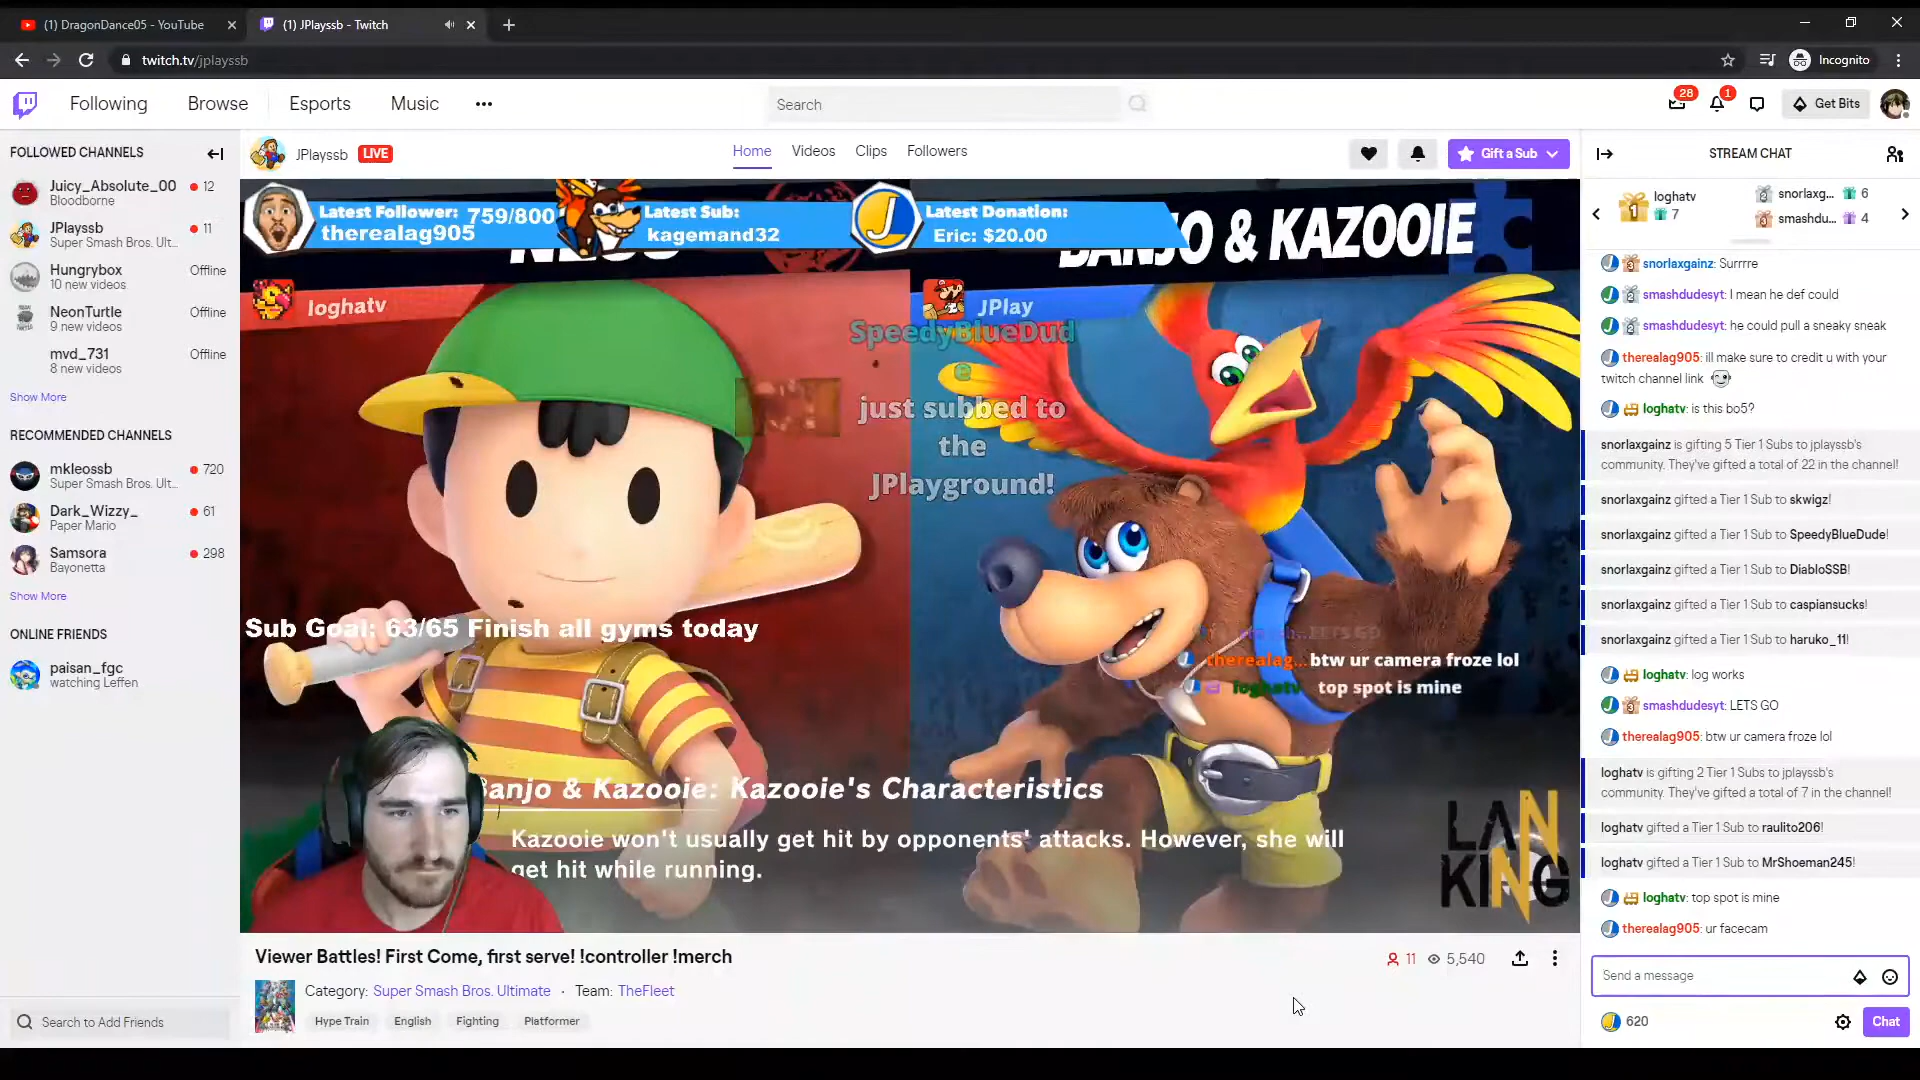 (1) DragonDance05 - YouTube
(1) JPlayssb - Twitch
twitch.tv/jplayssb
Incognito
Following
Browse
Esports
Music
Search
28
1
Get Bits
FOLLOWED CHANNELS
Juicy_Absolute_00
12
Bloodborne
JPlayssb
11
Super Smash Bros. Ult...
Hungrybox
Offline
10 new videos
NeonTurtle
Offline
9 new videos
mvd_731
Offline
8 new videos
Show More
RECOMMENDED CHANNELS
mkleossb
720
Super Smash Bros. Ult...
Dark_Wizzy_
61
Paper Mario
Samsora
298
Bayonetta
Show More
ONLINE FRIENDS
paisan_fgc
watching Leffen
Search to Add Friends
JPlayssb
LIVE
Home
Videos
Clips
Followers
Gift a Sub
Latest Follower: 759/800
therealag905
Latest Sub:
kagemand32
Latest Donation:
Eric: $20.00
BANJO & KAZOOIE
loghatv
JPlay
SpeedyBlueDud
e
just subbed to
the
JPlayground!
Sub Goal: 63/65 Finish all gyms today
LETS GO
therealag... btw ur camera froze lol
loghatv top spot is mine
Banjo & Kazooie: Kazooie's Characteristics
Kazooie won't usually get hit by opponents' attacks. However, she will
get hit while running.
LAN
KING
Viewer Battles! First Come, first serve! !controller !merch
11
5,540
Category: Super Smash Bros. Ultimate · Team: TheFleet
Hype Train
English
Fighting
Platformer
STREAM CHAT
1
loghatv
7
2
snorlaxg...
6
3
smashdu...
4
snorlaxgainz: Surrrre
smashdudesyt: I mean he def could
smashdudesyt: he could pull a sneaky sneak
therealag905: ill make sure to credit u with your
twitch channel link
loghatv: is this bo5?
snorlaxgainz is gifting 5 Tier 1 Subs to jplayssb's
community. They've gifted a total of 22 in the channel!
snorlaxgainz gifted a Tier 1 Sub to skwigz!
snorlaxgainz gifted a Tier 1 Sub to SpeedyBlueDude!
snorlaxgainz gifted a Tier 1 Sub to DiabloSSB!
snorlaxgainz gifted a Tier 1 Sub to caspiansucks!
snorlaxgainz gifted a Tier 1 Sub to haruko_11!
loghatv: log works
smashdudesyt: LETS GO
therealag905: btw ur camera froze lol
loghatv is gifting 2 Tier 1 Subs to jplayssb's
community. They've gifted a total of 7 in the channel!
loghatv gifted a Tier 1 Sub to raulito206!
loghatv gifted a Tier 1 Sub to MrShoeman245!
loghatv: top spot is mine
therealag905: ur facecam
Send a message
620
Chat